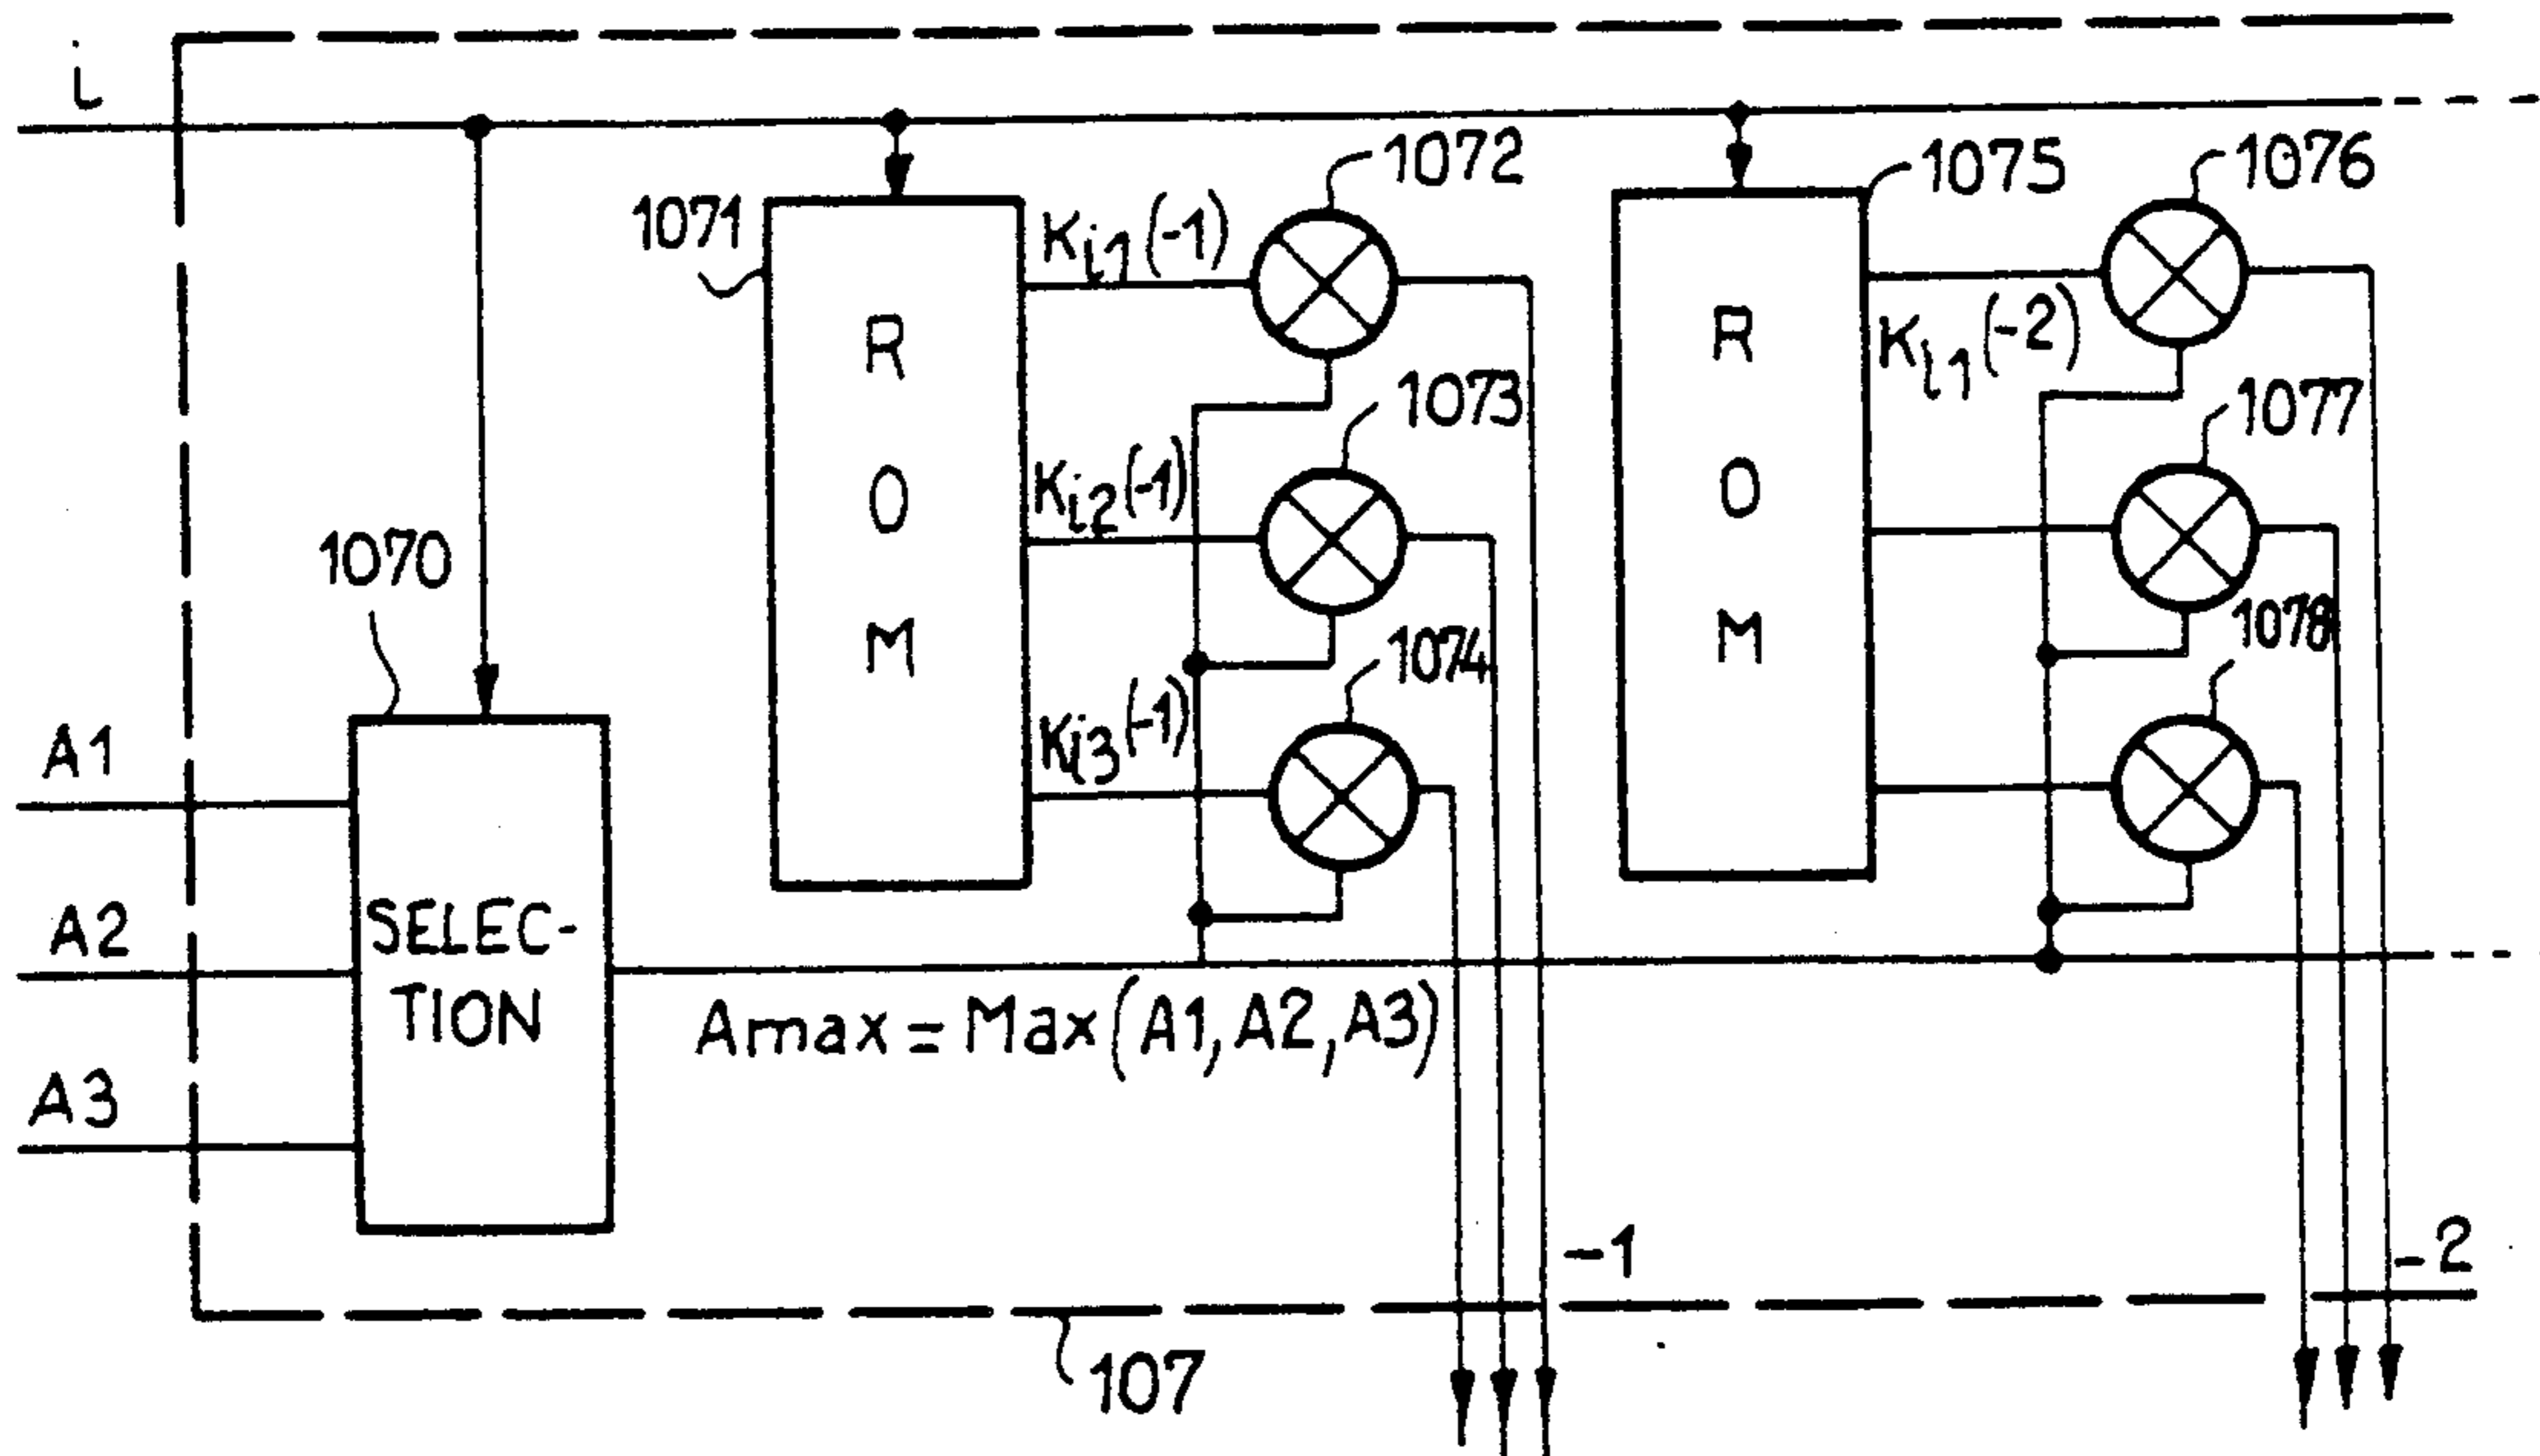 i
1071
R
O
M
Ki1(-1)
1072
Ki2(-1)
1073
Ki3(-1)
1074
1075
R
O
M
Ki1(-2)
1076
1077
1078
1070
A1
A2
A3
SELEC-
TION
Amax = Max(A1, A2, A3)
-1
-2
107